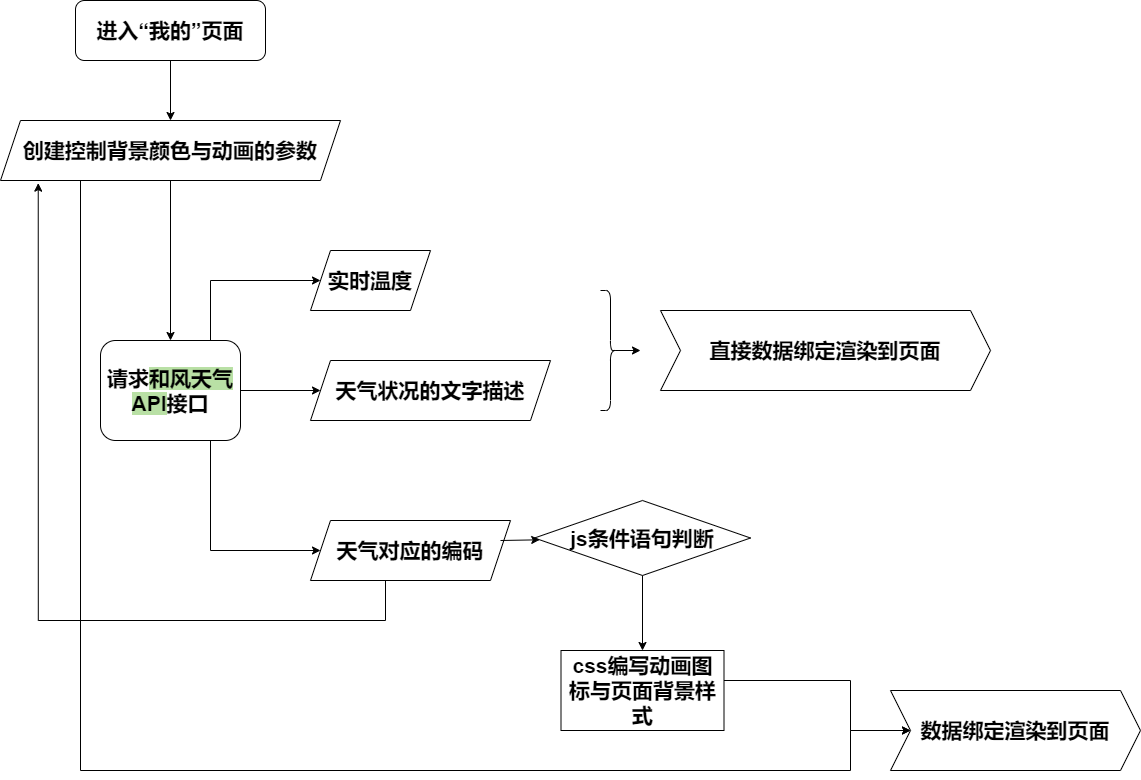 进入“我的”页面
创建控制背景颜色与动画的参数
实时温度
请求和风天气
API接口
天气状况的文字描述
直接数据绑定渲染到页面
天气对应的编码
js条件语句判断
css编写动画图
标与页面背景样
式
数据绑定渲染到页面